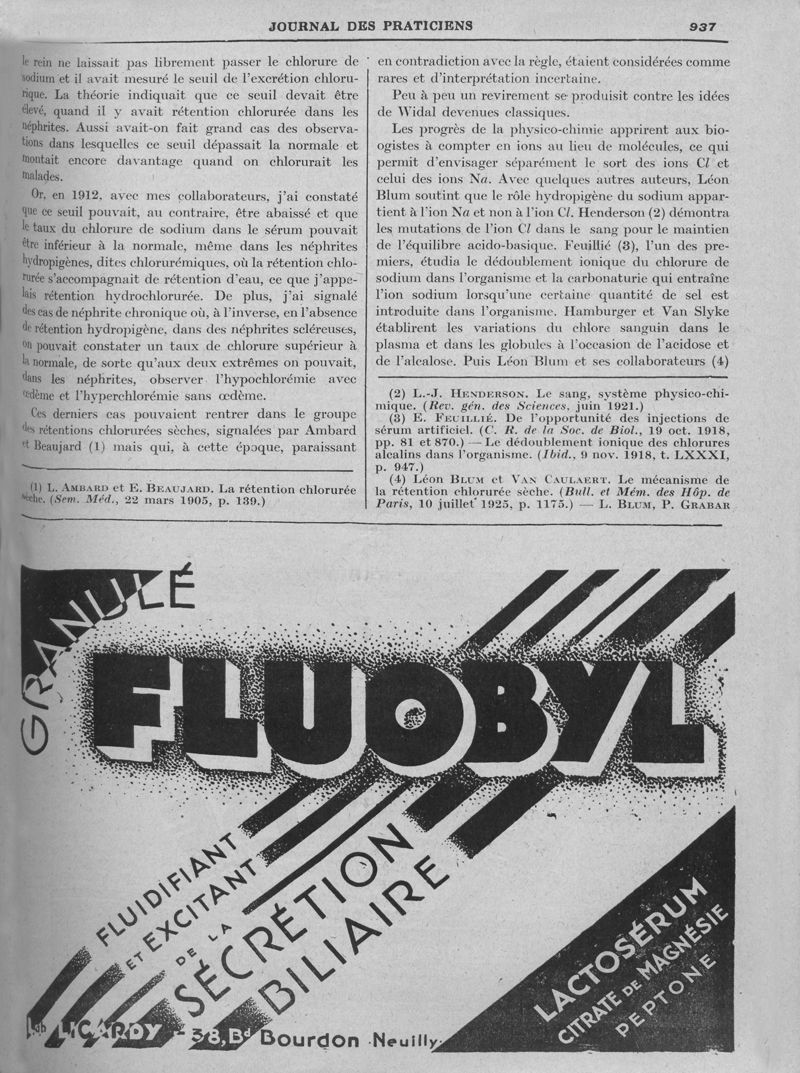 JOURNAL DES PRATICIENS
937
le rein ne laissait pas librement passer le chlorure de
sodium et il avait mesuré le seuil de l'excrétion chloru-
rique. La théorie indiquait que ce seuil devait être
élevé, quand il y avait rétention chlorurée dans les
néphrites. Aussi avait-on fait grand cas des observa-
tions dans lesquelles ce seuil dépassait la normale et
montait encore davantage quand on chlorurait les
malades.
Or, en 1912, avec mes collaborateurs, j'ai constaté
que ce seuil pouvait, au contraire, être abaissé et que
le taux du chlorure de sodium dans le sérum pouvait
être inférieur à la normale, même dans les néphrites
hydropigènes, dites chlorurémiques, où la rétention chlo-
rurée s'accompagnait de rétention d'eau, ce que j'appe-
lais rétention hydrochlorurée. De plus, j'ai signalé
des cas de néphrite chronique où, à l'inverse, en l'absence
de rétention hydropigène, dans des néphrites scléreuses,
on pouvait constater un taux de chlorure supérieur à
la normale, de sorte qu'aux deux extrêmes on pouvait,
dans les néphrites, observer l'hypochlorémie avec
œdème et l'hyperchlorémie sans œdème.
Ces derniers cas pouvaient rentrer dans le groupe
des rétentions chlorurées sèches, signalées par Ambard
et Beaujard (1) mais qui, à cette époque, paraissant
(1) L. AMBARD et E. BEAUJARD. La rétention chlorurée
sèche. (Sem. Méd., 22 mars 1905, p. 139.)
en contradiction avec la règle, étaient considérées comme
rares et d'interprétation incertaine.
Peu à peu un revirement se produisit contre les idées
de Widal devenues classiques.
Les progrès de la physico-chimie apprirent aux bio-
ogistes à compter en ions au lieu de molécules, ce qui
permit d'envisager séparément le sort des ions Cl et
celui des ions Na. Avec quelques autres auteurs, Léon
Blum soutint que le rôle hydropigène du sodium appar-
tient à l'ion Na et non à l'ion Cl. Henderson (2) démontra
les mutations de l'ion Cl dans le sang pour le maintien
de l'équilibre acido-basique. Feuillié (3), l'un des pre-
miers, étudia le dédoublement ionique du chlorure de
sodium dans l'organisme et la carbonaturie qui entraîne
l'ion sodium lorsqu'une certaine quantité de sel est
introduite dans l'organisme. Hamburger et Van Slyke
établirent les variations du chlore sanguin dans le
plasma et dans les globules à l'occasion de l'acidose et
de l'alcalose. Puis Léon Blum et ses collaborateurs (4)
(2) L.-J. HENDERSON. Le sang, système physico-chi-
mique. (Rev. gén. des Sciences, juin 1921.)
(3) E. FEUILLIÉ. De l'opportunité des injections de
sérum artificiel. (C. R. de la Soc. de Biol., 19 oct. 1918,
pp. 81 et 870.) — Le dédoublement ionique des chlorures
alcalins dans l'organisme. (Ibid., 9 nov. 1918, t. LXXXI,
p. 947.)
(4) Léon BLUM et VAN CAULAERT. Le mécanisme de
la rétention chlorurée sèche. (Bull. et Mém. des Hôp. de
Paris, 10 juillet 1925, p. 1175.) — L. BLUM, P. GRABAR
GRANULÉ
FLUOBYL
FLUIDIFIANT
ET EXCITANT
DE LA
SÉCRÉTION
BILIAIRE
LACTOSÉRUM
CITRATE DE MAGNÉSIE
PEPTONE
Lab. LICARDY - 38, Bd Bourdon - Neuilly.